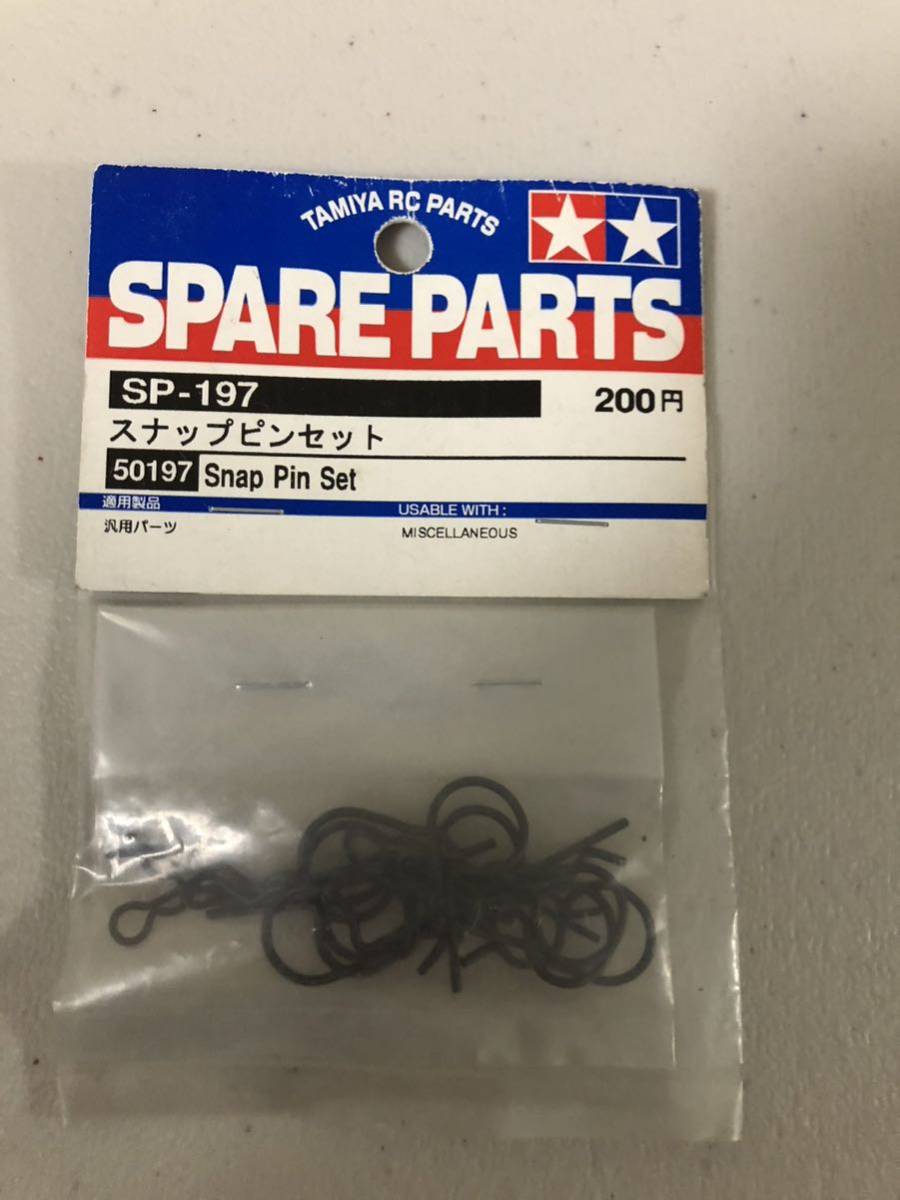 TAMIYA RC PARTS
SPARE PARTS
SP-197
200円
スナップピンセット
50197 Snap Pin Set
適用製品
USABLE WITH:
汎用パーツ
MISCELLANEOUS